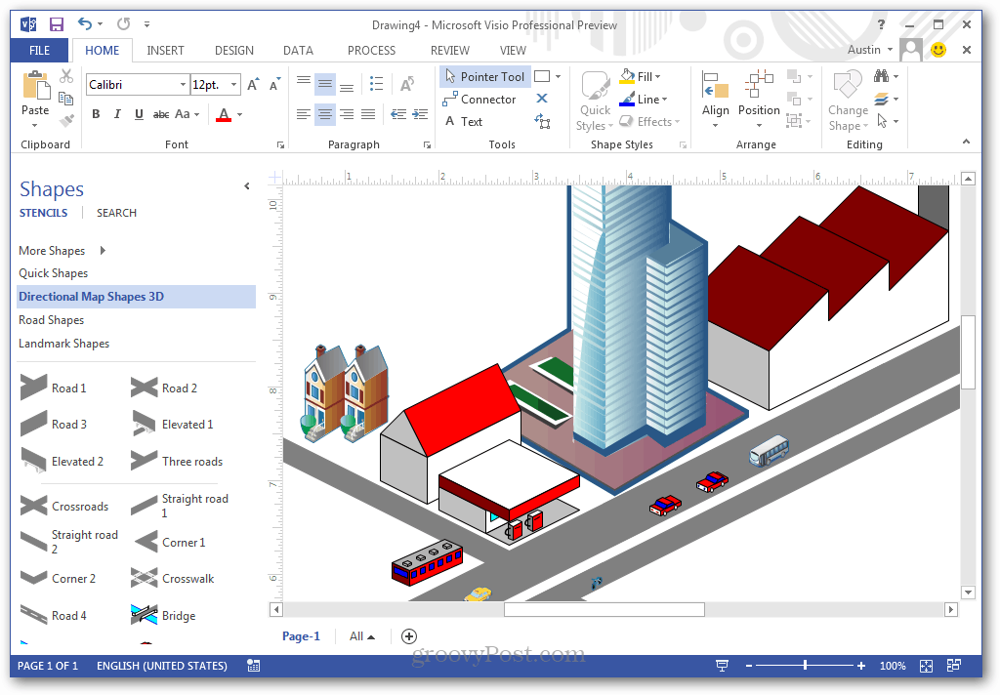 Drawing4 - Microsoft Visio Professional Preview
?
FILE HOME INSERT DESIGN DATA PROCESS REVIEW VIEW
Austin
Paste
Clipboard
Calibri 12pt. A A
B I U abc Aa A
Font
A
Paragraph
Pointer Tool
Connector
A Text
Tools
Quick Styles
Fill
Line
Effects
Shape Styles
Align
Position
Arrange
Change Shape
Editing
Shapes
STENCILS SEARCH
More Shapes
Quick Shapes
Directional Map Shapes 3D
Road Shapes
Landmark Shapes
Road 1 Road 2
Road 3 Elevated 1
Elevated 2 Three roads
Crossroads Straight road 1
Straight road 2 Corner 1
Corner 2 Crosswalk
Road 4 Bridge
1 2 3 4 5 6 7
10
9
8
7
6
Page-1 All
groovyPost.com
PAGE 1 OF 1 ENGLISH (UNITED STATES) 100%